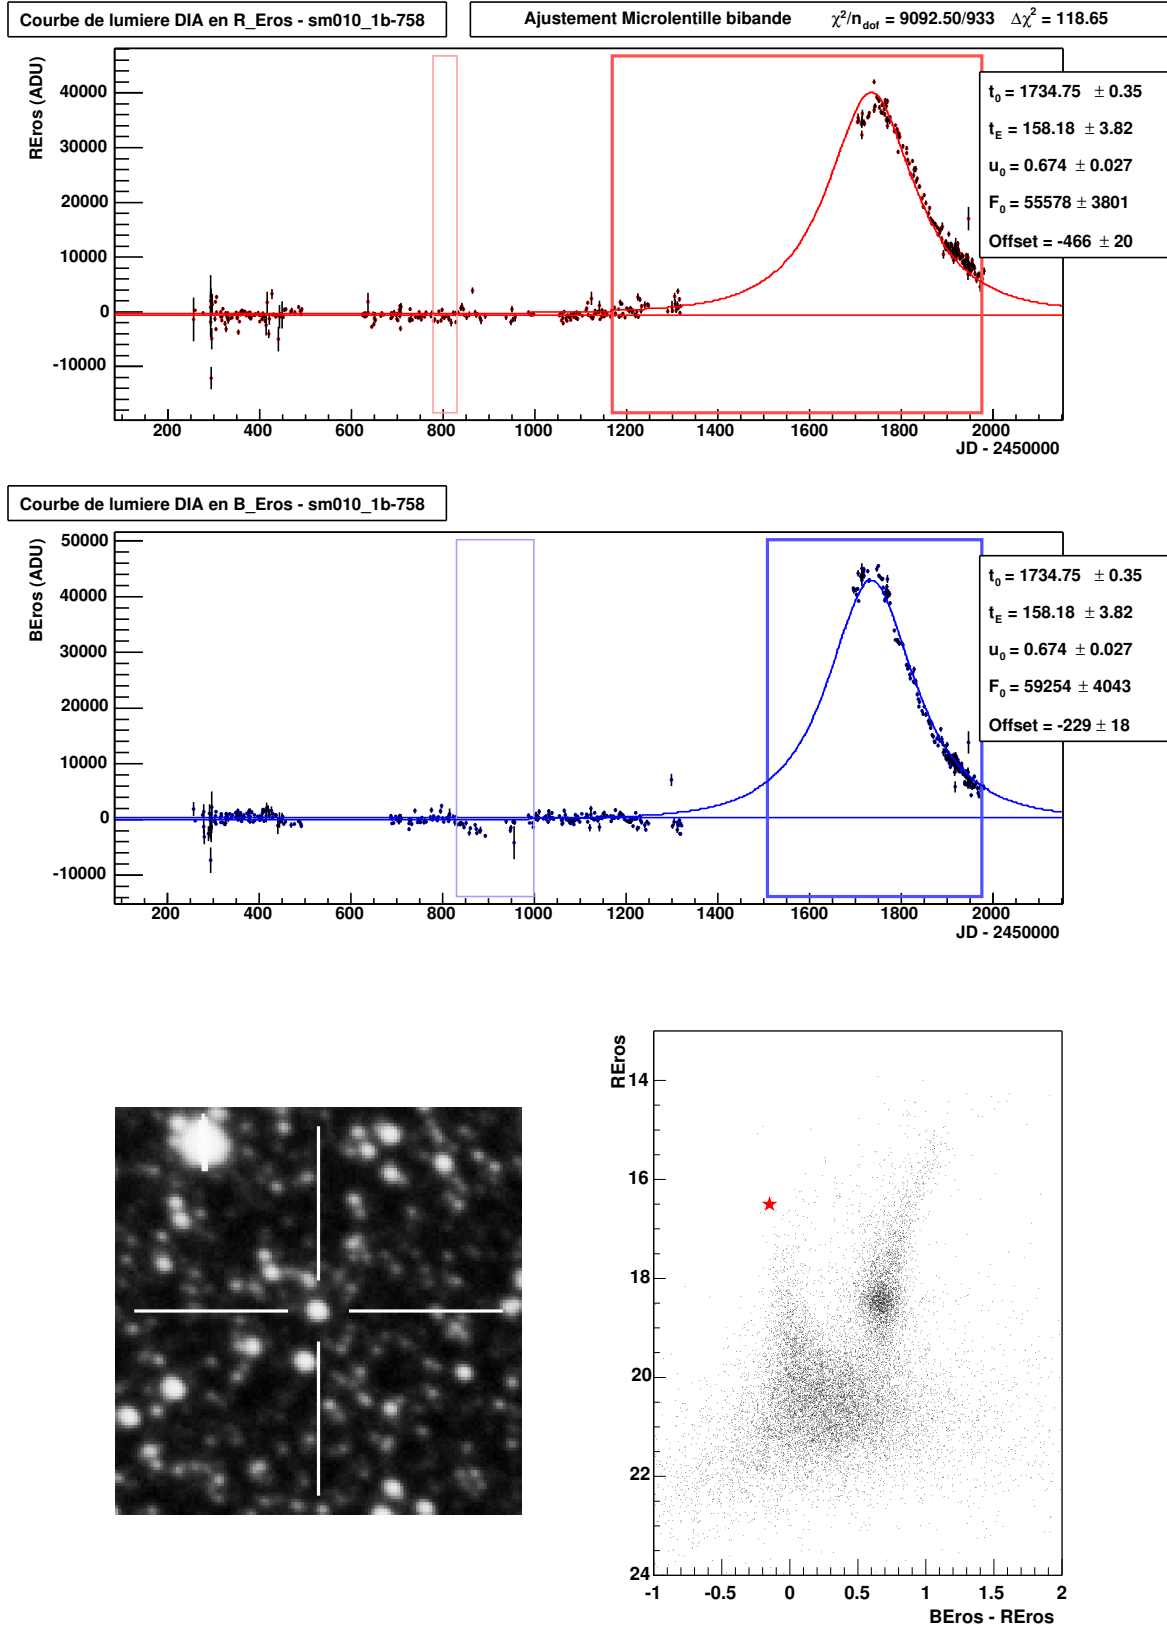 Courbe de lumiere DIA en R_Eros - sm010_1b-758
Ajustement Microlentille bibande χ²/n_dof = 9092.50/933 Δχ² = 118.65
REros (ADU)
40000
30000
20000
10000
0
-10000
t_0 = 1734.75 ± 0.35
t_E = 158.18 ± 3.82
u_0 = 0.674 ± 0.027
F_0 = 55578 ± 3801
Offset = -466 ± 20
200 400 600 800 1000 1200 1400 1600 1800 2000
JD - 2450000
Courbe de lumiere DIA en B_Eros - sm010_1b-758
BEros (ADU)
50000
40000
30000
20000
10000
0
-10000
t_0 = 1734.75 ± 0.35
t_E = 158.18 ± 3.82
u_0 = 0.674 ± 0.027
F_0 = 59254 ± 4043
Offset = -229 ± 18
200 400 600 800 1000 1200 1400 1600 1800 2000
JD - 2450000
REros
14
16
18
20
22
24
-1 -0.5 0 0.5 1 1.5 2
BEros - REros